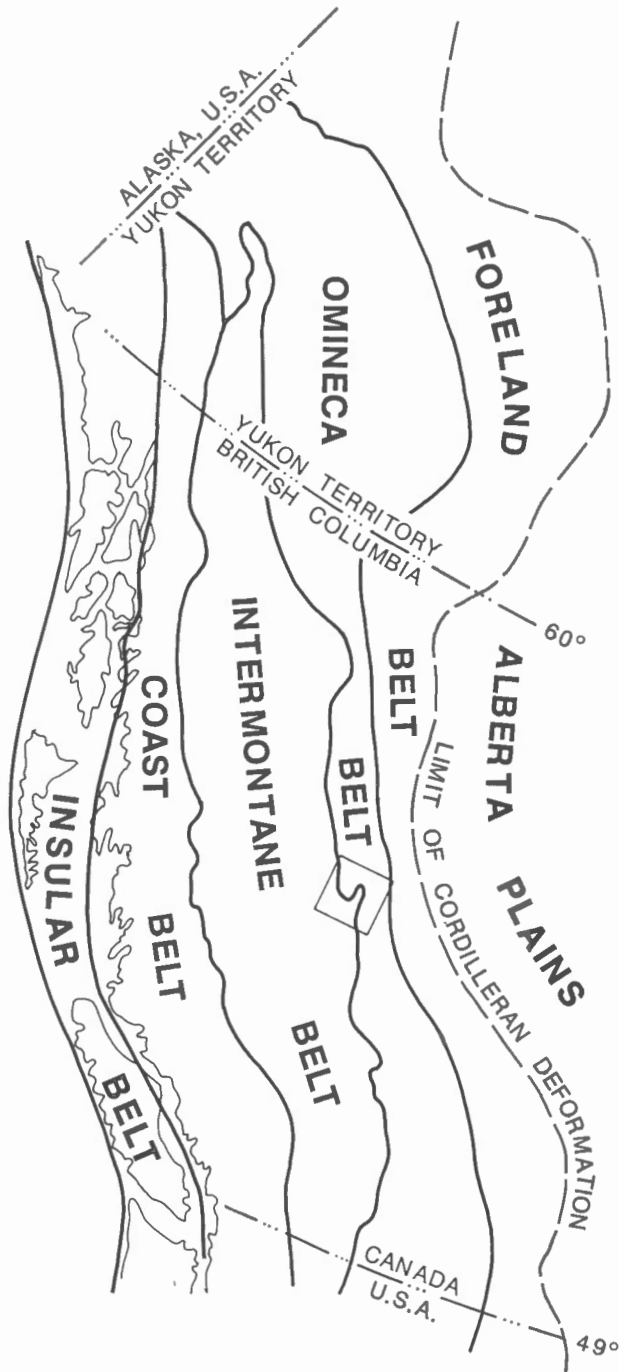 ALASKA, U.S.A.
YUKON TERRITORY
FORELAND
BELT
OMINECA
BELT
YUKON TERRITORY
BRITISH COLUMBIA
60°
INTERMONTANE
BELT
COAST
BELT
INSULAR
BELT
ALBERTA
PLAINS
LIMIT OF CORDILLERAN DEFORMATION
CANADA
U.S.A.
49°